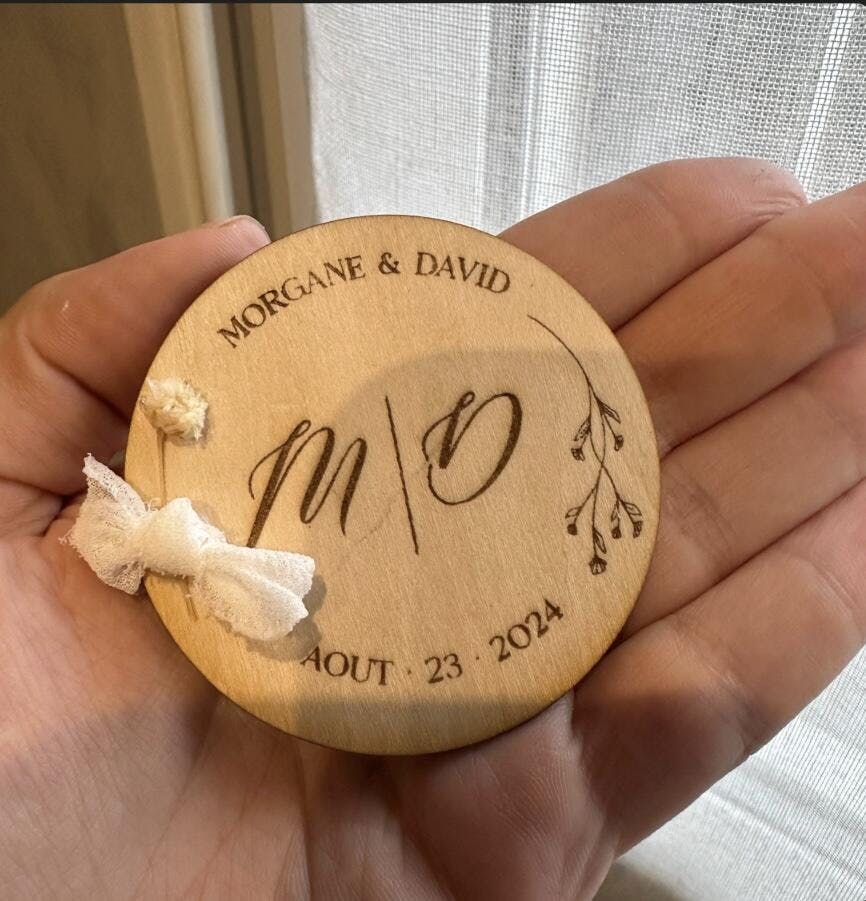 MORGANE & DAVID
M | D
AOUT · 23 · 2024